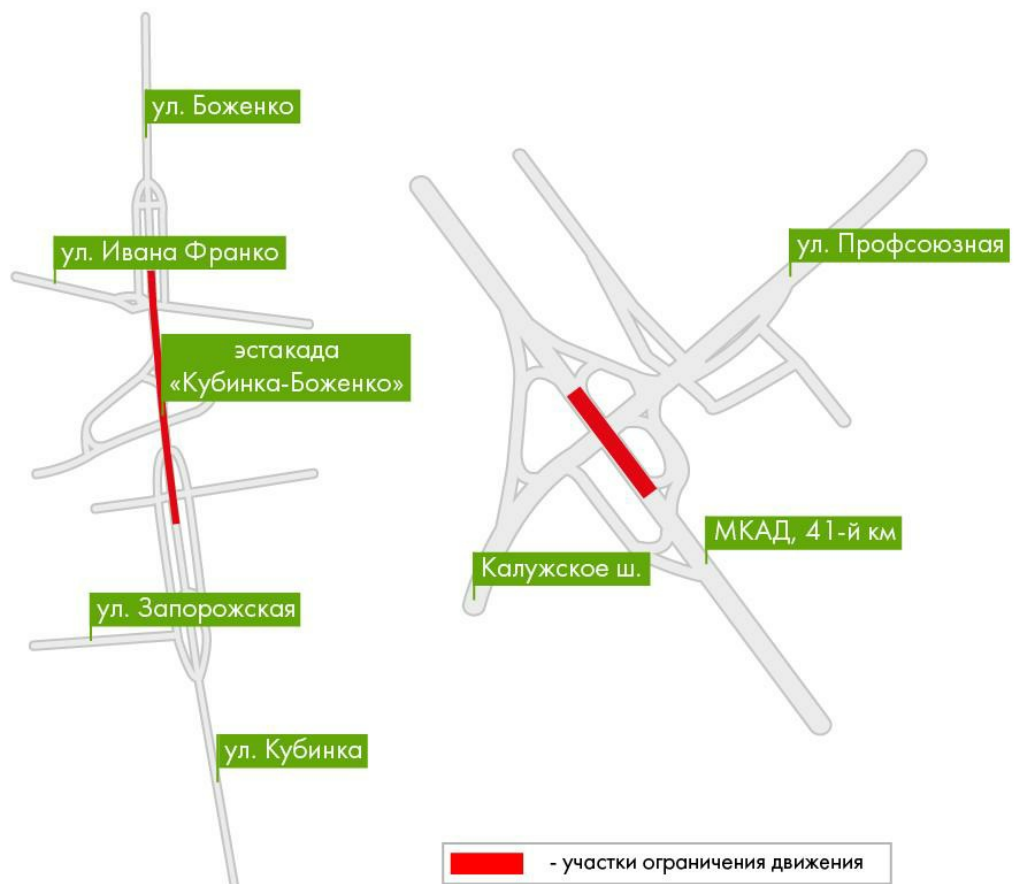 ул. Боженко
ул. Ивана Франко
эстакада
«Кубинка-Боженко»
ул. Запорожская
ул. Кубинка
ул. Профсоюзная
МКАД, 41-й км
Калужское ш.
- участки ограничения движения